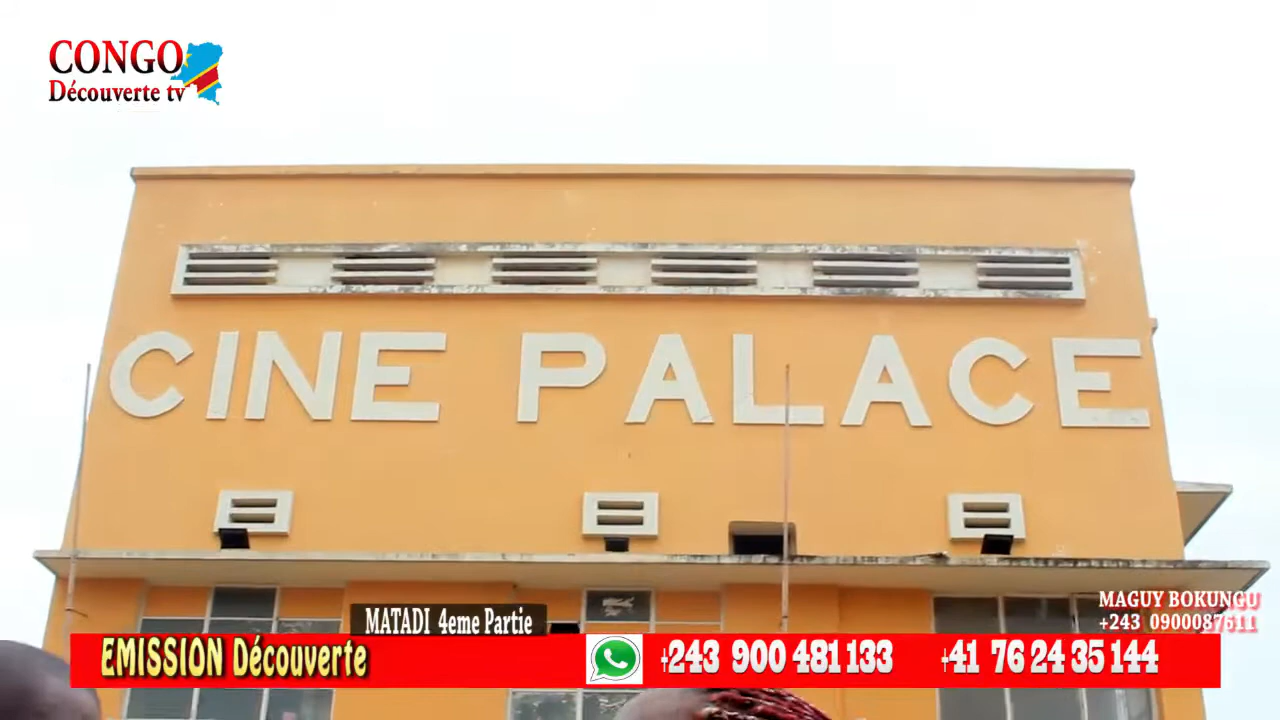 CONGO
Découverte tv
CINE PALACE
MATADI 4eme Partie
MAGUY BOKUNGU
+243 0900087611
EMISSION Découverte
+243 900 481 133 +41 76 24 35 144